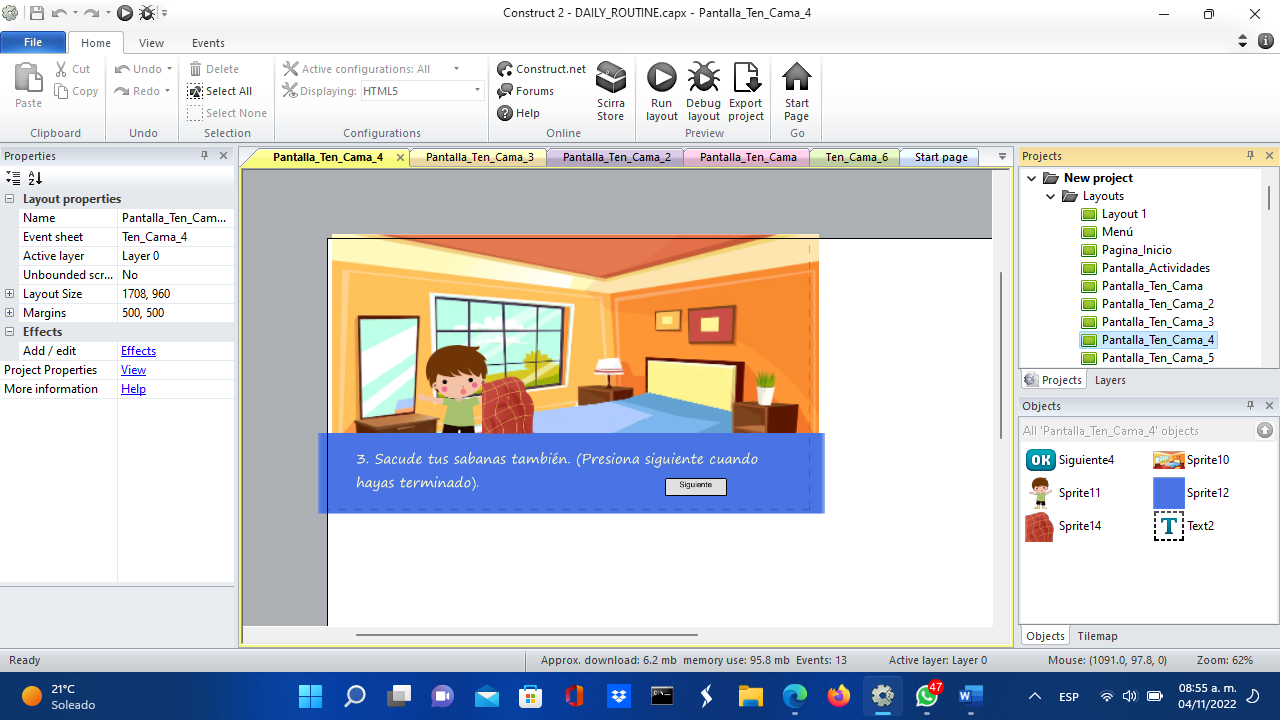 Construct 2 - DAILY_ROUTINE.capx - Pantalla_Ten_Cama_4
File Home View Events
Paste Cut Copy
Clipboard
Undo Redo
Undo
Delete Select All Select None
Selection
Active configurations: All
Displaying: HTML5
Configurations
Construct.net
Forums
Help
Scirra Store
Online
Run layout Debug layout Export project
Preview
Start Page
Go
Properties
Layout properties
Name Pantalla_Ten_Cam...
Event sheet Ten_Cama_4
Active layer Layer 0
Unbounded scr... No
Layout Size 1708, 960
Margins 500, 500
Effects
Add / edit Effects
Project Properties View
More information Help
Pantalla_Ten_Cama_4 Pantalla_Ten_Cama_3 Pantalla_Ten_Cama_2 Pantalla_Ten_Cama Ten_Cama_6 Start page
3. Sacude tus sabanas también. (Presiona siguiente cuando
hayas terminado).
Siguiente
Projects
New project
Layouts
Layout 1
Menú
Pagina_Inicio
Pantalla_Actividades
Pantalla_Ten_Cama
Pantalla_Ten_Cama_2
Pantalla_Ten_Cama_3
Pantalla_Ten_Cama_4
Pantalla_Ten_Cama_5
Projects Layers
Objects
All 'Pantalla_Ten_Cama_4' objects
OK Siguiente4 Sprite10
Sprite11 Sprite12
Sprite14 T Text2
Objects Tilemap
Ready Approx. download: 6.2 mb memory use: 95.8 mb Events: 13 Active layer: Layer 0 Mouse: (1091.0, 97.8, 0) Zoom: 62%
21°C
Soleado
47
ESP
08:55 a. m.
04/11/2022